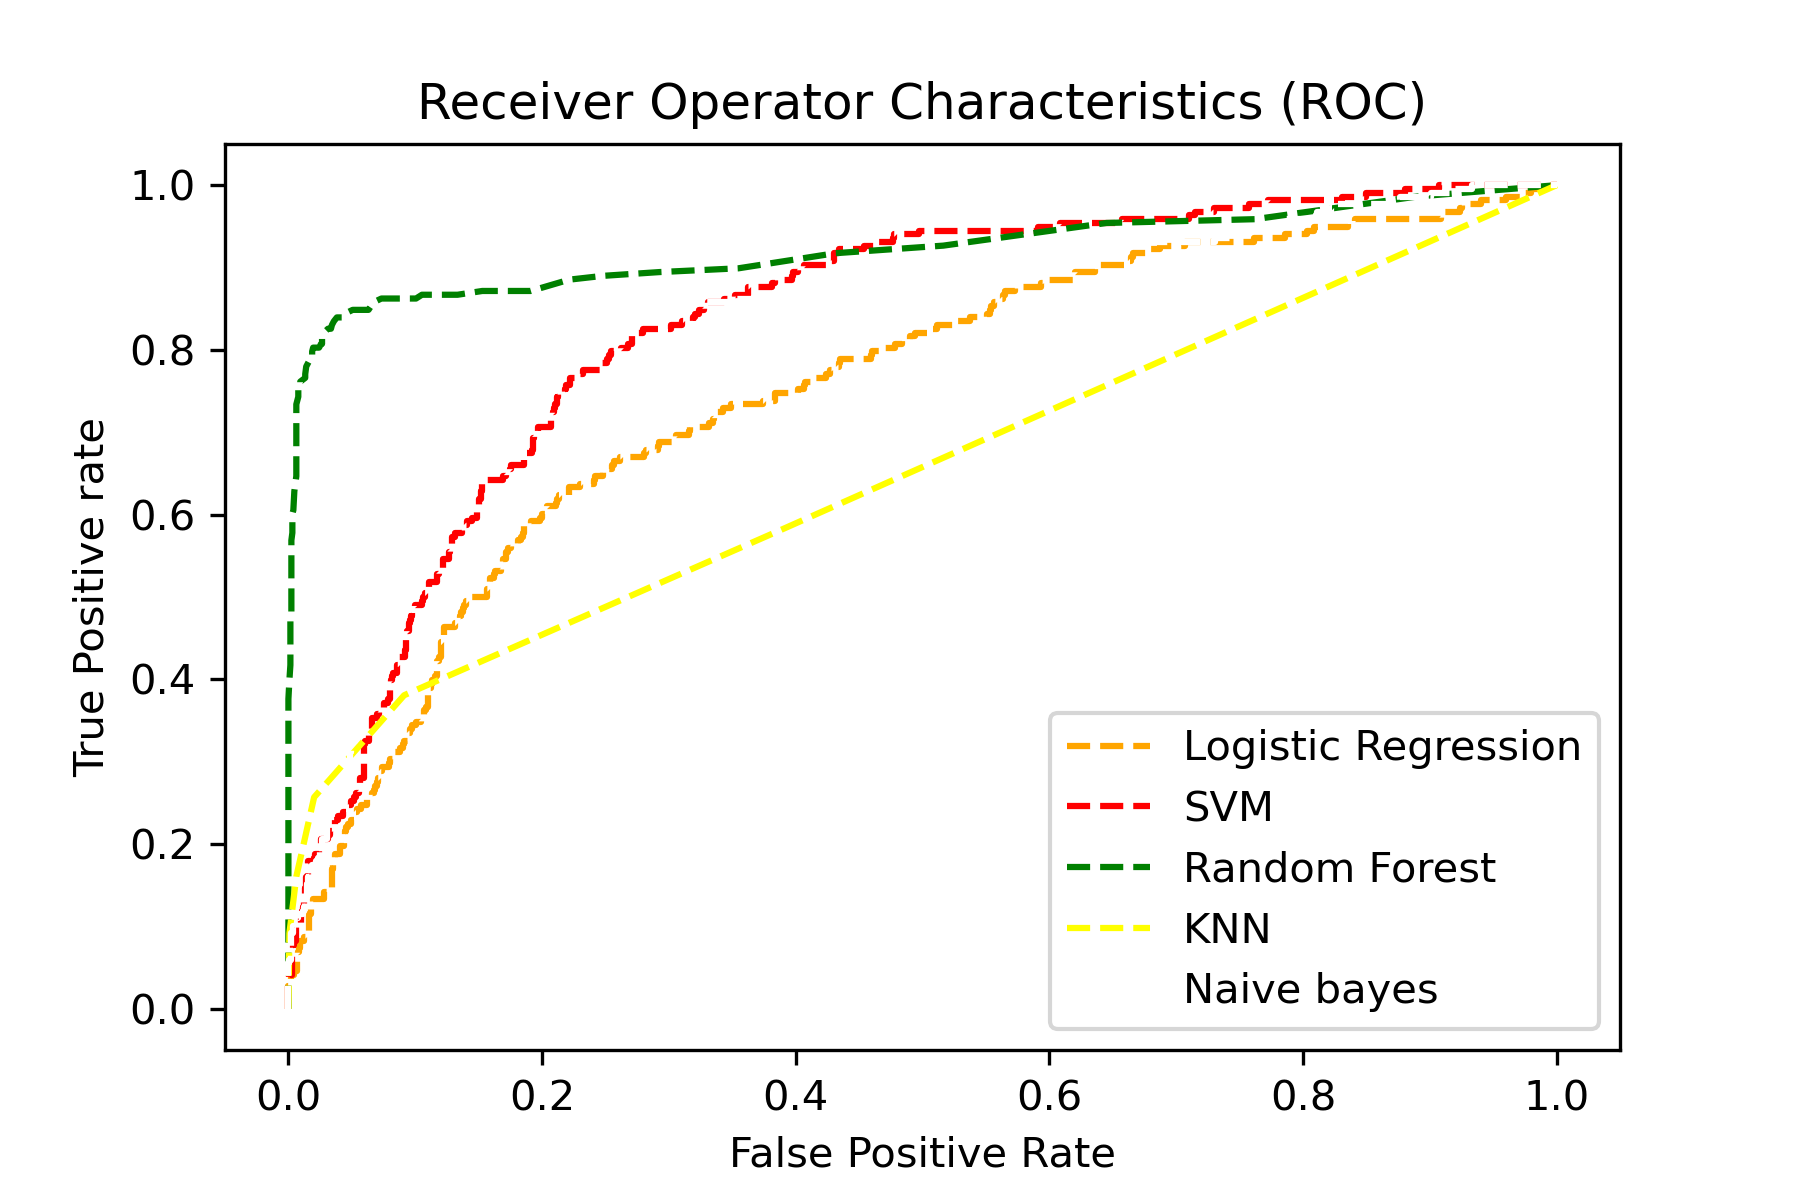 Receiver Operator Characteristics (ROC)
1.0
0.8
0.6
0.4
0.2
0.0
True Positive rate
Logistic Regression
SVM
Random Forest
KNN
Naive bayes
0.0 0.2 0.4 0.6 0.8 1.0
False Positive Rate